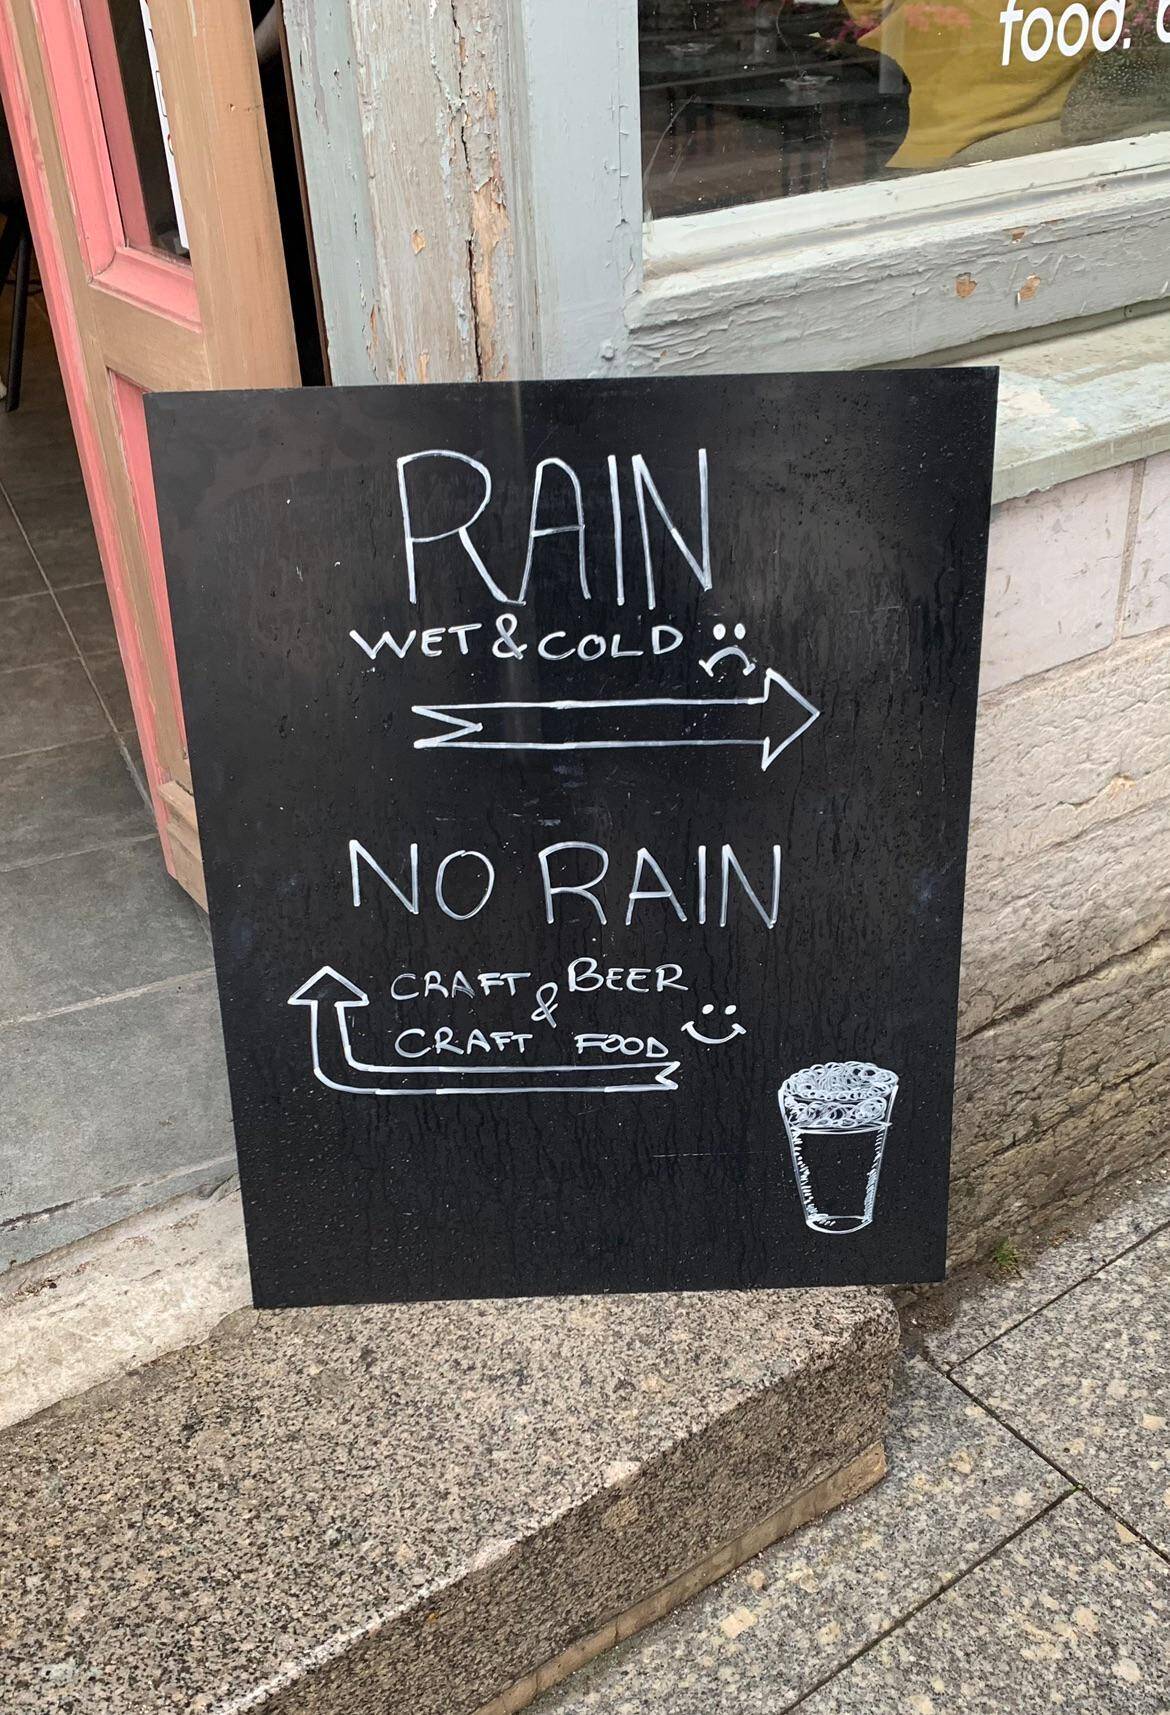 food.
RAIN
WET & COLD
NO RAIN
CRAFT BEER
&
CRAFT FOOD